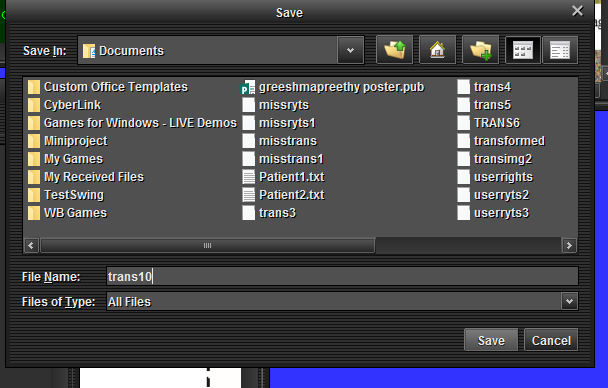 Save
Save In:
Documents
Custom Office Templates
CyberLink
Games for Windows - LIVE Demos
Miniproject
My Games
My Received Files
TestSwing
WB Games
greeshmapreethy poster.pub
missryts
missryts1
misstrans
misstrans1
Patient1.txt
Patient2.txt
trans3
trans4
trans5
TRANS6
transformed
transimg2
userrights
userryts2
userryts3
File Name:
trans10
Files of Type:
All Files
Save
Cancel